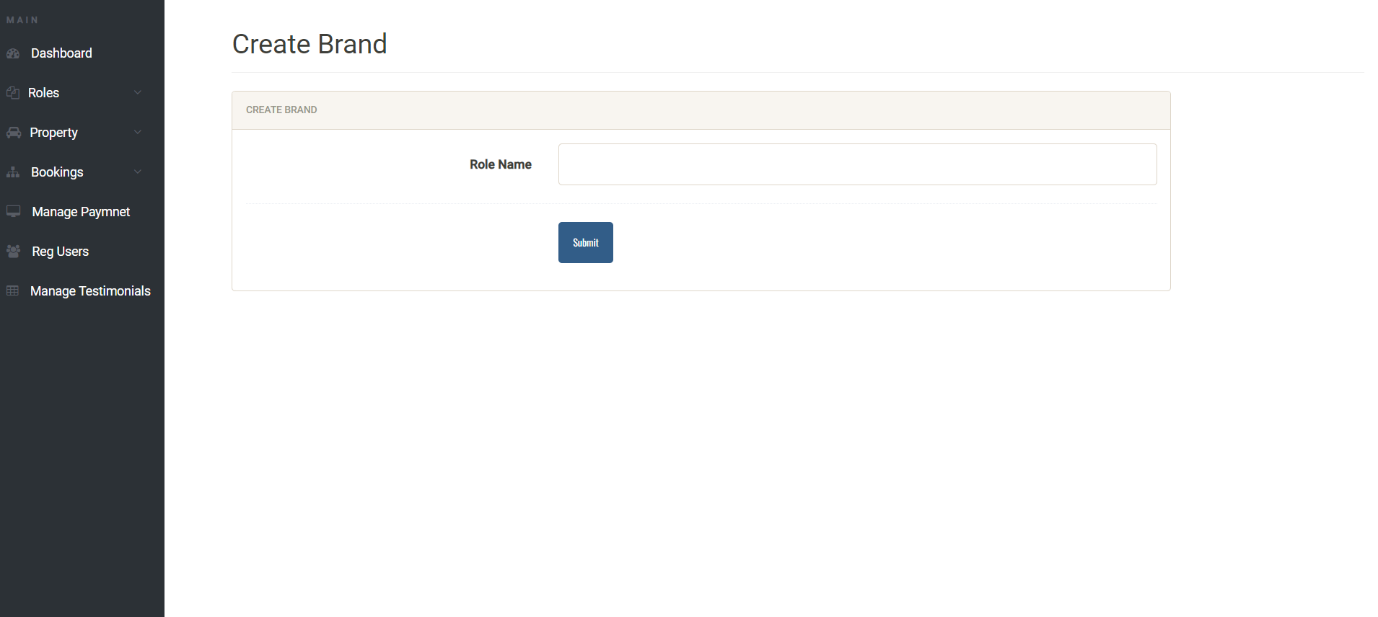 MAIN
Dashboard
Roles
Property
Bookings
Manage Paymnet
Reg Users
Manage Testimonials
Create Brand
CREATE BRAND
Role Name
Submit